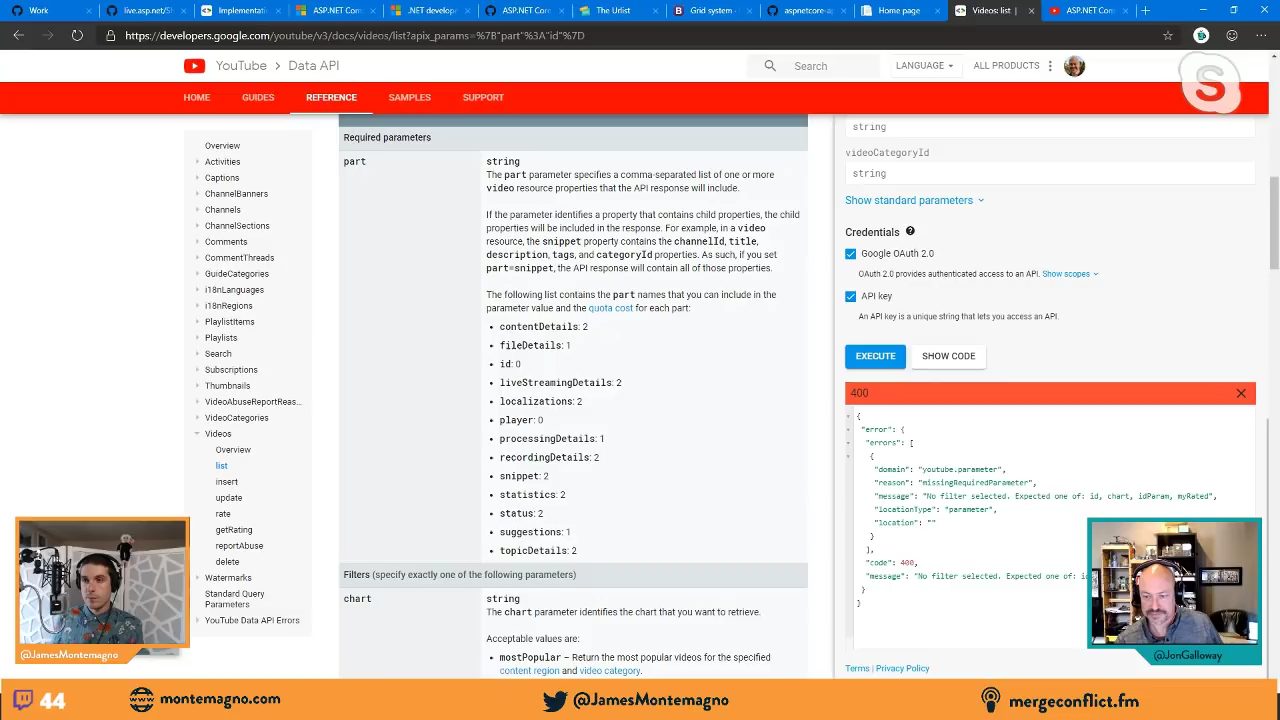 Work
live.asp.net/Sh
Implementatio
ASP.NET Com
.NET develop
ASP.NET Core
The Urlist
Grid system
aspnetcore-ap
Home page
Videos: list
ASP.NET Com
https://developers.google.com/youtube/v3/docs/videos/list?apix_params=%7B"part"%3A"id"%7D
YouTube > Data API
Search
LANGUAGE
ALL PRODUCTS
HOME
GUIDES
REFERENCE
SAMPLES
SUPPORT
Overview
Activities
Captions
ChannelBanners
Channels
ChannelSections
Comments
CommentThreads
GuideCategories
i18nLanguages
i18nRegions
PlaylistItems
Playlists
Search
Subscriptions
Thumbnails
VideoAbuseReportReas...
VideoCategories
Videos
Overview
list
insert
update
rate
getRating
reportAbuse
delete
Watermarks
Standard Query
Parameters
YouTube Data API Errors
Required parameters
part
string
The part parameter specifies a comma-separated list of one or more
video resource properties that the API response will include.
If the parameter identifies a property that contains child properties, the child
properties will be included in the response. For example, in a video
resource, the snippet property contains the channelId, title,
description, tags, and categoryId properties. As such, if you set
part=snippet, the API response will contain all of those properties.
The following list contains the part names that you can include in the
parameter value and the quota cost for each part:
• contentDetails: 2
• fileDetails: 1
• id: 0
• liveStreamingDetails: 2
• localizations: 2
• player: 0
• processingDetails: 1
• recordingDetails: 2
• snippet: 2
• statistics: 2
• status: 2
• suggestions: 1
• topicDetails: 2
Filters (specify exactly one of the following parameters)
chart
string
The chart parameter identifies the chart that you want to retrieve.
Acceptable values are:
• mostPopular – Return the most popular videos for the specified
content region and video category.
string
videoCategoryId
string
Show standard parameters
Credentials
Google OAuth 2.0
OAuth 2.0 provides authenticated access to an API. Show scopes
API key
An API key is a unique string that lets you access an API.
EXECUTE
SHOW CODE
400
{
"error": {
"errors": [
{
"domain": "youtube.parameter",
"reason": "missingRequiredParameter",
"message": "No filter selected. Expected one of: id, chart, idParam, myRated",
"locationType": "parameter",
"location": ""
}
],
"code": 400,
"message": "No filter selected. Expected one of: id
}
}
Terms | Privacy Policy
@JamesMontemagno
@JonGalloway
44
montemagno.com
@JamesMontemagno
mergeconflict.fm